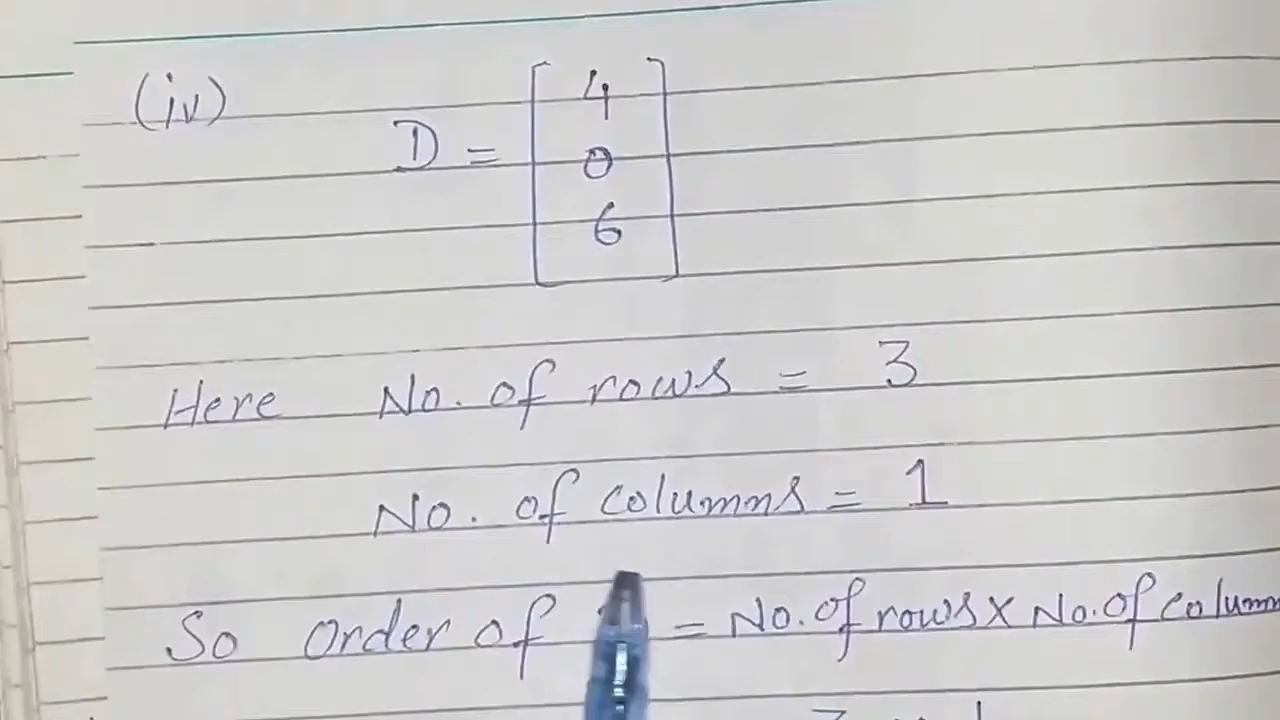 (iv)
D = [4
0
6]
Here No. of rows = 3
No. of columns = 1
So order of = No. of rows x No. of